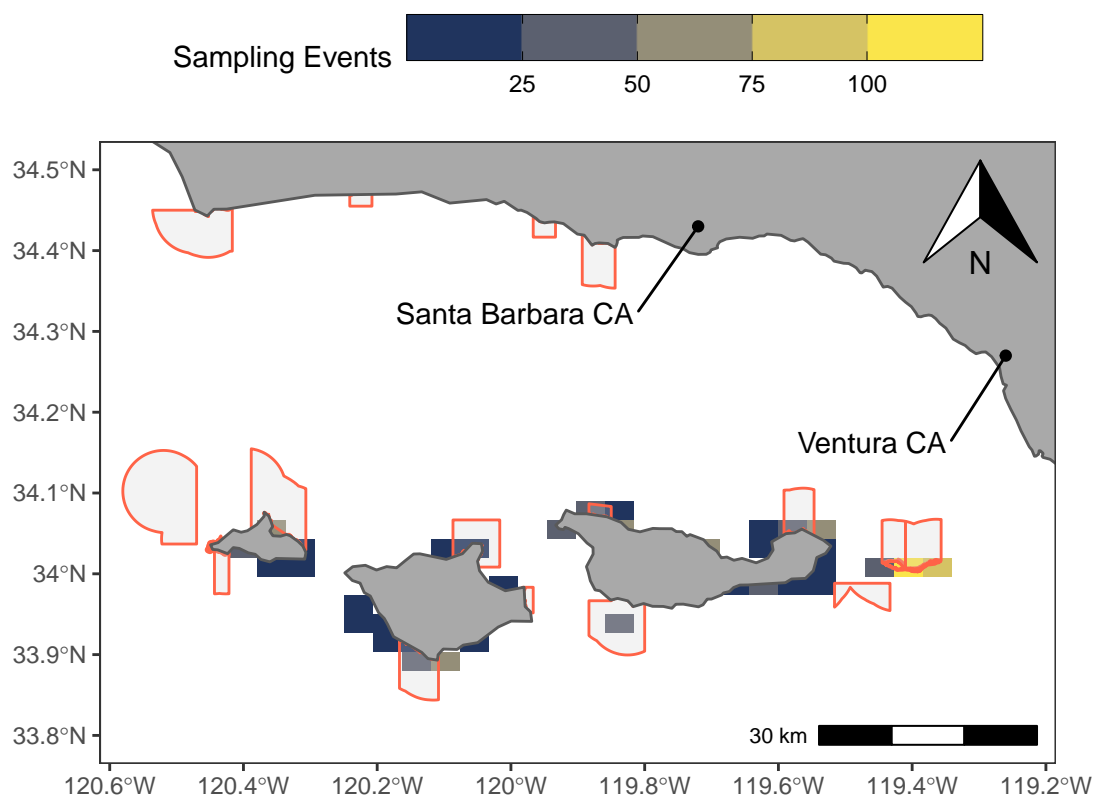 Sampling Events
25 50 75 100
34.5°N
34.4°N
34.3°N
34.2°N
34.1°N
34°N
33.9°N
33.8°N
N
Santa Barbara CA
Ventura CA
30 km
120.6°W 120.4°W 120.2°W 120°W 119.8°W 119.6°W 119.4°W 119.2°W